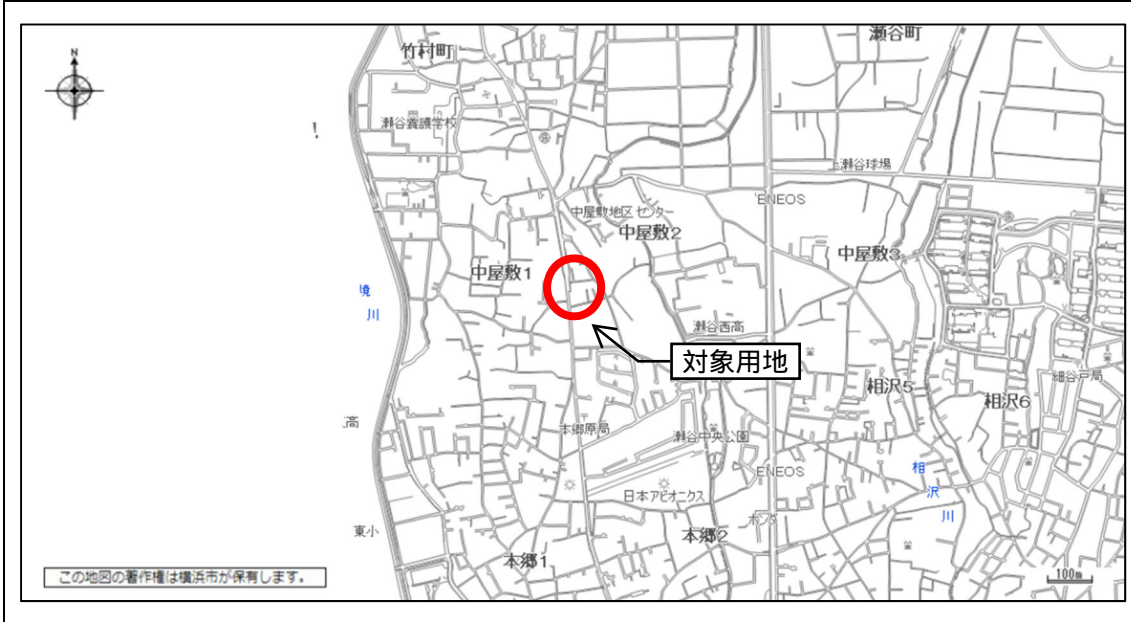 竹村町
瀬谷町
N
瀬谷養護学校
上瀬谷球場
ENEOS
中屋敷地区センター
中屋敷2
中屋敷3
中屋敷1
境
川
瀬谷西高
対象用地
細谷戸局
相沢5
相沢6
高
本郷原局
瀬谷中央公園
ENEOS
相
沢
川
日本アビオニクス
ホンダ
東小
本郷2
本郷1
この地図の著作権は横浜市が保有します。
100m